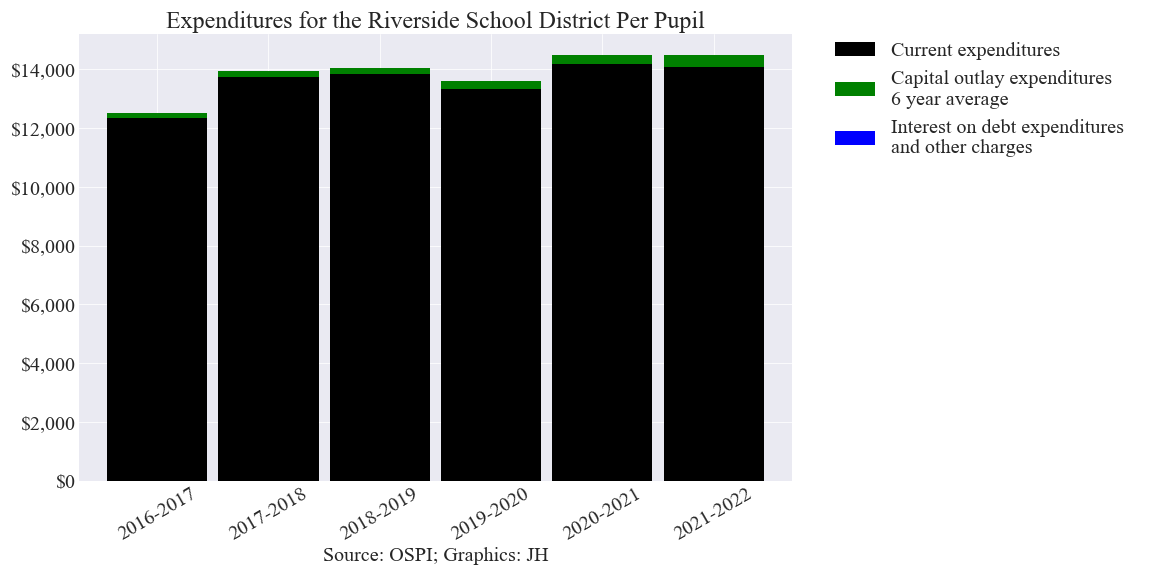 Expenditures for the Riverside School District Per Pupil
$14,000
$12,000
$10,000
$8,000
$6,000
$4,000
$2,000
$0
2016-2017
2017-2018
2018-2019
2019-2020
2020-2021
2021-2022
Source: OSPI; Graphics: JH
Current expenditures
Capital outlay expenditures
6 year average
Interest on debt expenditures
and other charges